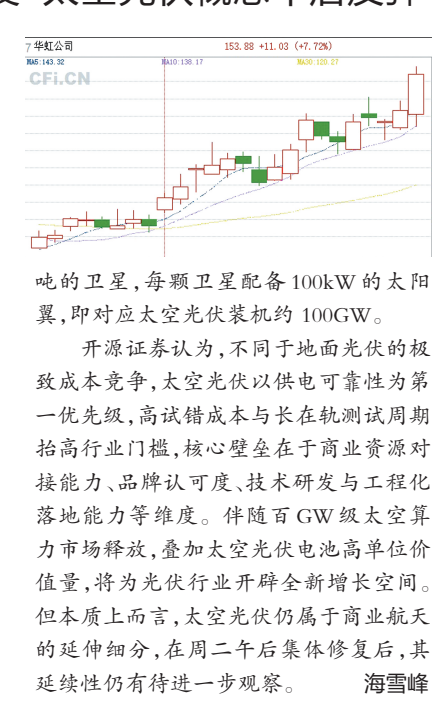 7 华虹公司 153.88 +11.03 (+7.72%)
MA5:143.32 MA10:138.17 MA30:120.27
CFi.CN
吨的卫星,每颗卫星配备100kW的太阳
翼,即对应太空光伏装机约 100GW。
开源证券认为,不同于地面光伏的极
致成本竞争,太空光伏以供电可靠性为第
一优先级,高试错成本与长在轨测试周期
抬高行业门槛,核心壁垒在于商业资源对
接能力、品牌认可度、技术研发与工程化
落地能力等维度。伴随百GW级太空算
力市场释放,叠加太空光伏电池高单位价
值量,将为光伏行业开辟全新增长空间。
但本质上而言,太空光伏仍属于商业航天
的延伸细分,在周二午后集体修复后,其
延续性仍有待进一步观察。 海雪峰